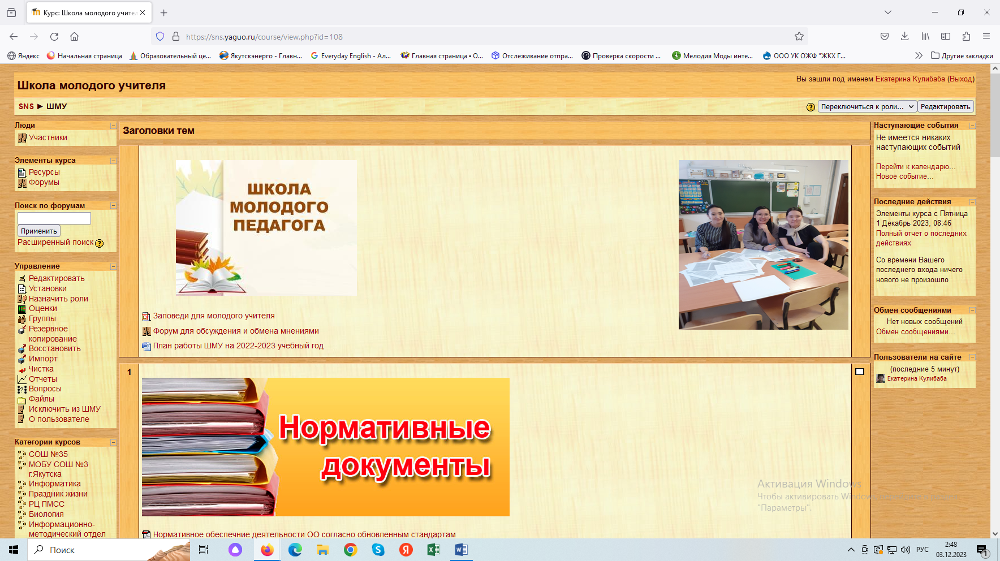 Курс: Школа молодого учител
https://sns.yaguo.ru/course/view.php?id=108
Яндекс
Начальная страница
Образовательный це...
Якутскэнерго - Главн...
Everyday English - Ал...
Главная страница • О...
Отслеживание отпра...
Проверка скорости ...
Мелодия Моды инте...
ООО УК ОЖФ "ЖКХ Г...
Другие закладки
Школа молодого учителя
Вы зашли под именем Екатерина Кулибаба (Выход)
SNS ► ШМУ
Переключиться к роли...
Редактировать
Люди
Участники
Элементы курса
Ресурсы
Форумы
Поиск по форумам
Применить
Расширенный поиск
Управление
Редактировать
Установки
Назначить роли
Оценки
Группы
Резервное
копирование
Восстановить
Импорт
Чистка
Отчеты
Вопросы
Файлы
Исключить из ШМУ
О пользователе
Категории курсов
СОШ №35
МОБУ СОШ №3
г.Якутска
Информатика
Праздник жизни
РЦ ПМСС
Биология
Информационно-
методический отдел
Заголовки тем
ШКОЛА
МОЛОДОГО
ПЕДАГОГА
Заповеди для молодого учителя
Форум для обсуждения и обмена мнениями
План работы ШМУ на 2022-2023 учебный год
1
Нормативные
документы
Нормативное обеспечние деятельности ОО согласно обновленным стандартам
Наступающие события
Не имеется никаких
наступающих событий
Перейти к календарю...
Новое событие...
Последние действия
Элементы курса с Пятница
1 Декабрь 2023, 08:46
Полный отчет о последних
действиях
Со времени Вашего
последнего входа ничего
нового не произошло
Обмен сообщениями
Нет новых сообщений
Обмен сообщениями...
Пользователи на сайте
(последние 5 минут)
Екатерина Кулибаба
Активация Windows
Чтобы активировать Windows
"Параметры".
Поиск
РУС
2:48
03.12.2023
1